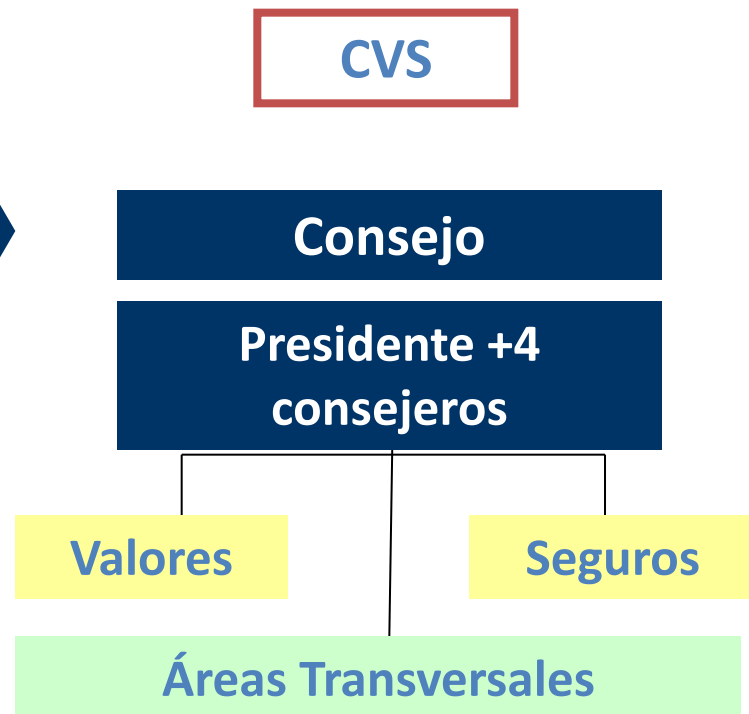 CVS
Consejo
Presidente +4
consejeros
Valores
Seguros
Áreas Transversales